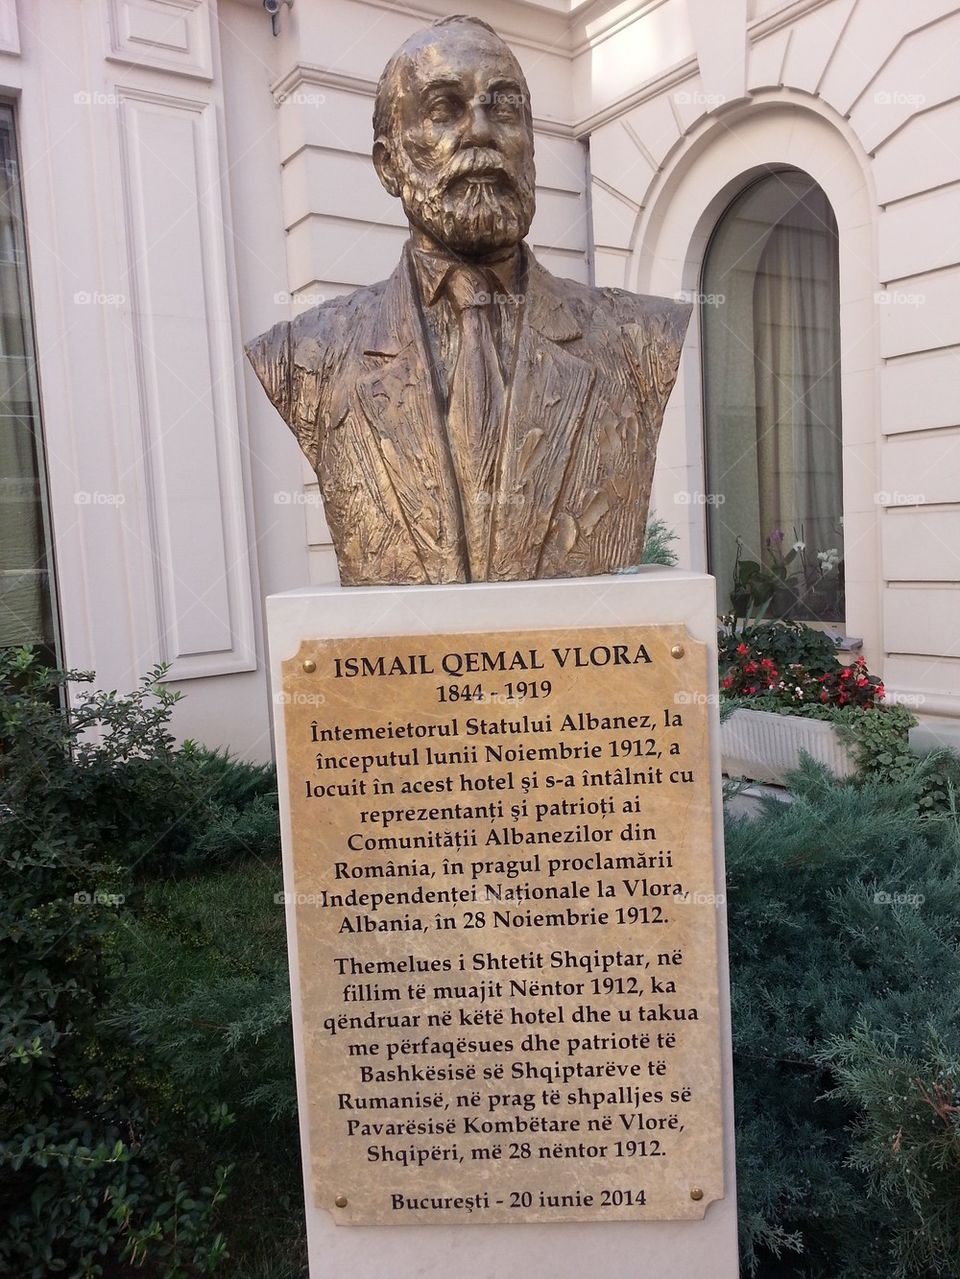 ISMAIL QEMAL VLORA
1844 - 1919
Întemeietorul Statului Albanez, la
începutul lunii Noiembrie 1912, a
locuit în acest hotel şi s-a întâlnit cu
reprezentanţi şi patrioţi ai
Comunităţii Albanezilor din
România, în pragul proclamării
Independenţei Naţionale la Vlora,
Albania, în 28 Noiembrie 1912.
Themelues i Shtetit Shqiptar, në
fillim të muajit Nëntor 1912, ka
qëndruar në këtë hotel dhe u takua
me përfaqësues dhe patriotë të
Bashkësisë së Shqiptarëve të
Rumanisë, në prag të shpalljes së
Pavarësisë Kombëtare në Vlorë,
Shqipëri, më 28 nëntor 1912.
Bucureşti - 20 iunie 2014